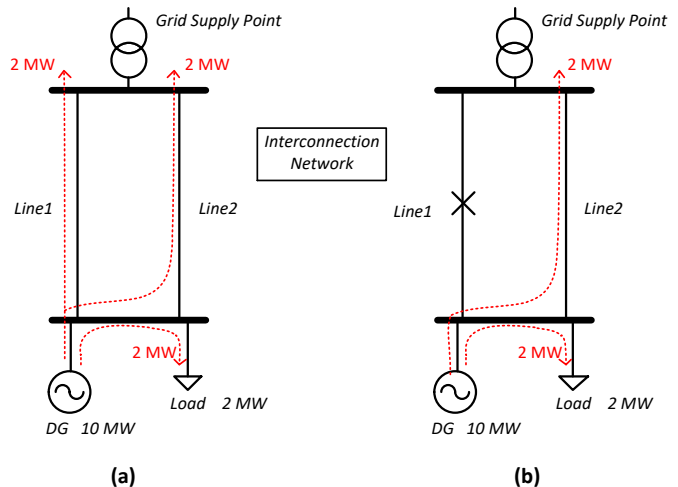 Grid Supply Point
2 MW
2 MW
Line1
Line2
2 MW
Load 2 MW
DG 10 MW
(a)
Interconnection
Network
Grid Supply Point
2 MW
Line1
Line2
2 MW
Load 2 MW
DG 10 MW
(b)